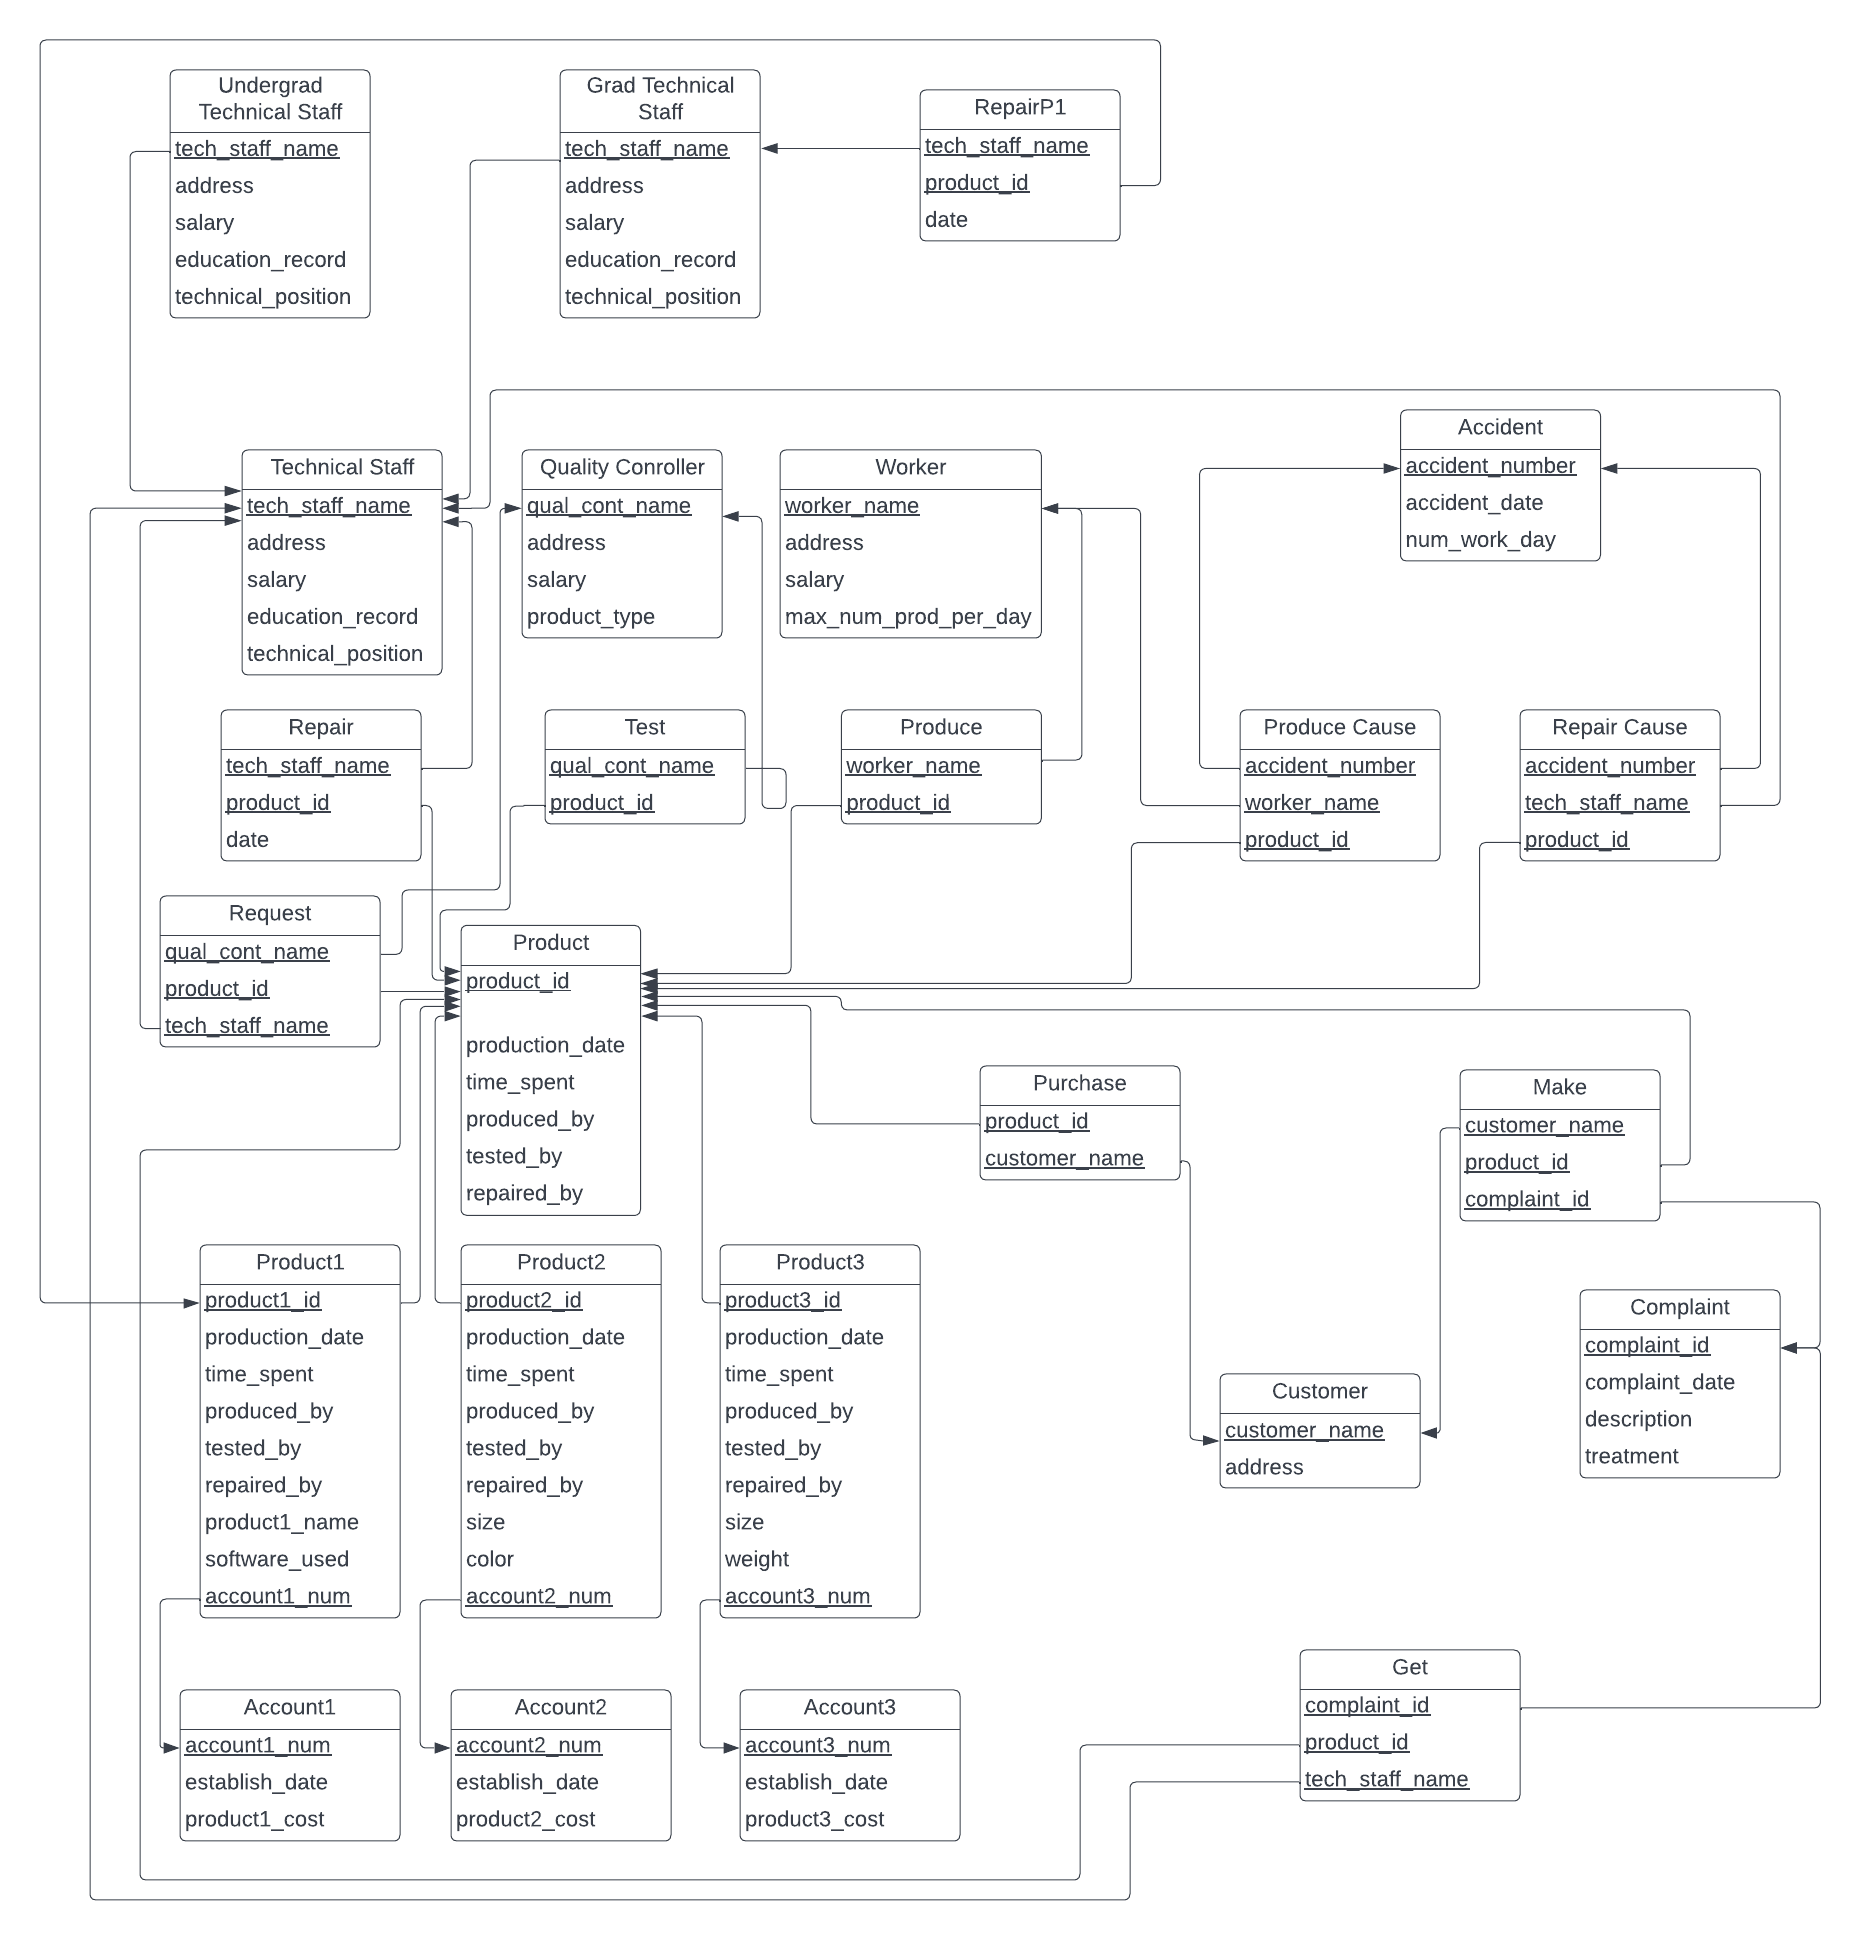 Undergrad
Technical Staff
tech_staff_name
address
salary
education_record
technical_position
Grad Technical
Staff
tech_staff_name
address
salary
education_record
technical_position
RepairP1
tech_staff_name
product_id
date
Technical Staff
tech_staff_name
address
salary
education_record
technical_position
Quality Conroller
qual_cont_name
address
salary
product_type
Worker
worker_name
address
salary
max_num_prod_per_day
Accident
accident_number
accident_date
num_work_day
Repair
tech_staff_name
product_id
date
Test
qual_cont_name
product_id
Produce
worker_name
product_id
Produce Cause
accident_number
worker_name
product_id
Repair Cause
accident_number
tech_staff_name
product_id
Request
qual_cont_name
product_id
tech_staff_name
Product
product_id
production_date
time_spent
produced_by
tested_by
repaired_by
Purchase
product_id
customer_name
Make
customer_name
product_id
complaint_id
Product1
product1_id
production_date
time_spent
produced_by
tested_by
repaired_by
product1_name
software_used
account1_num
Product2
product2_id
production_date
time_spent
produced_by
tested_by
repaired_by
size
color
account2_num
Product3
product3_id
production_date
time_spent
produced_by
tested_by
repaired_by
size
weight
account3_num
Customer
customer_name
address
Complaint
complaint_id
complaint_date
description
treatment
Account1
account1_num
establish_date
product1_cost
Account2
account2_num
establish_date
product2_cost
Account3
account3_num
establish_date
product3_cost
Get
complaint_id
product_id
tech_staff_name